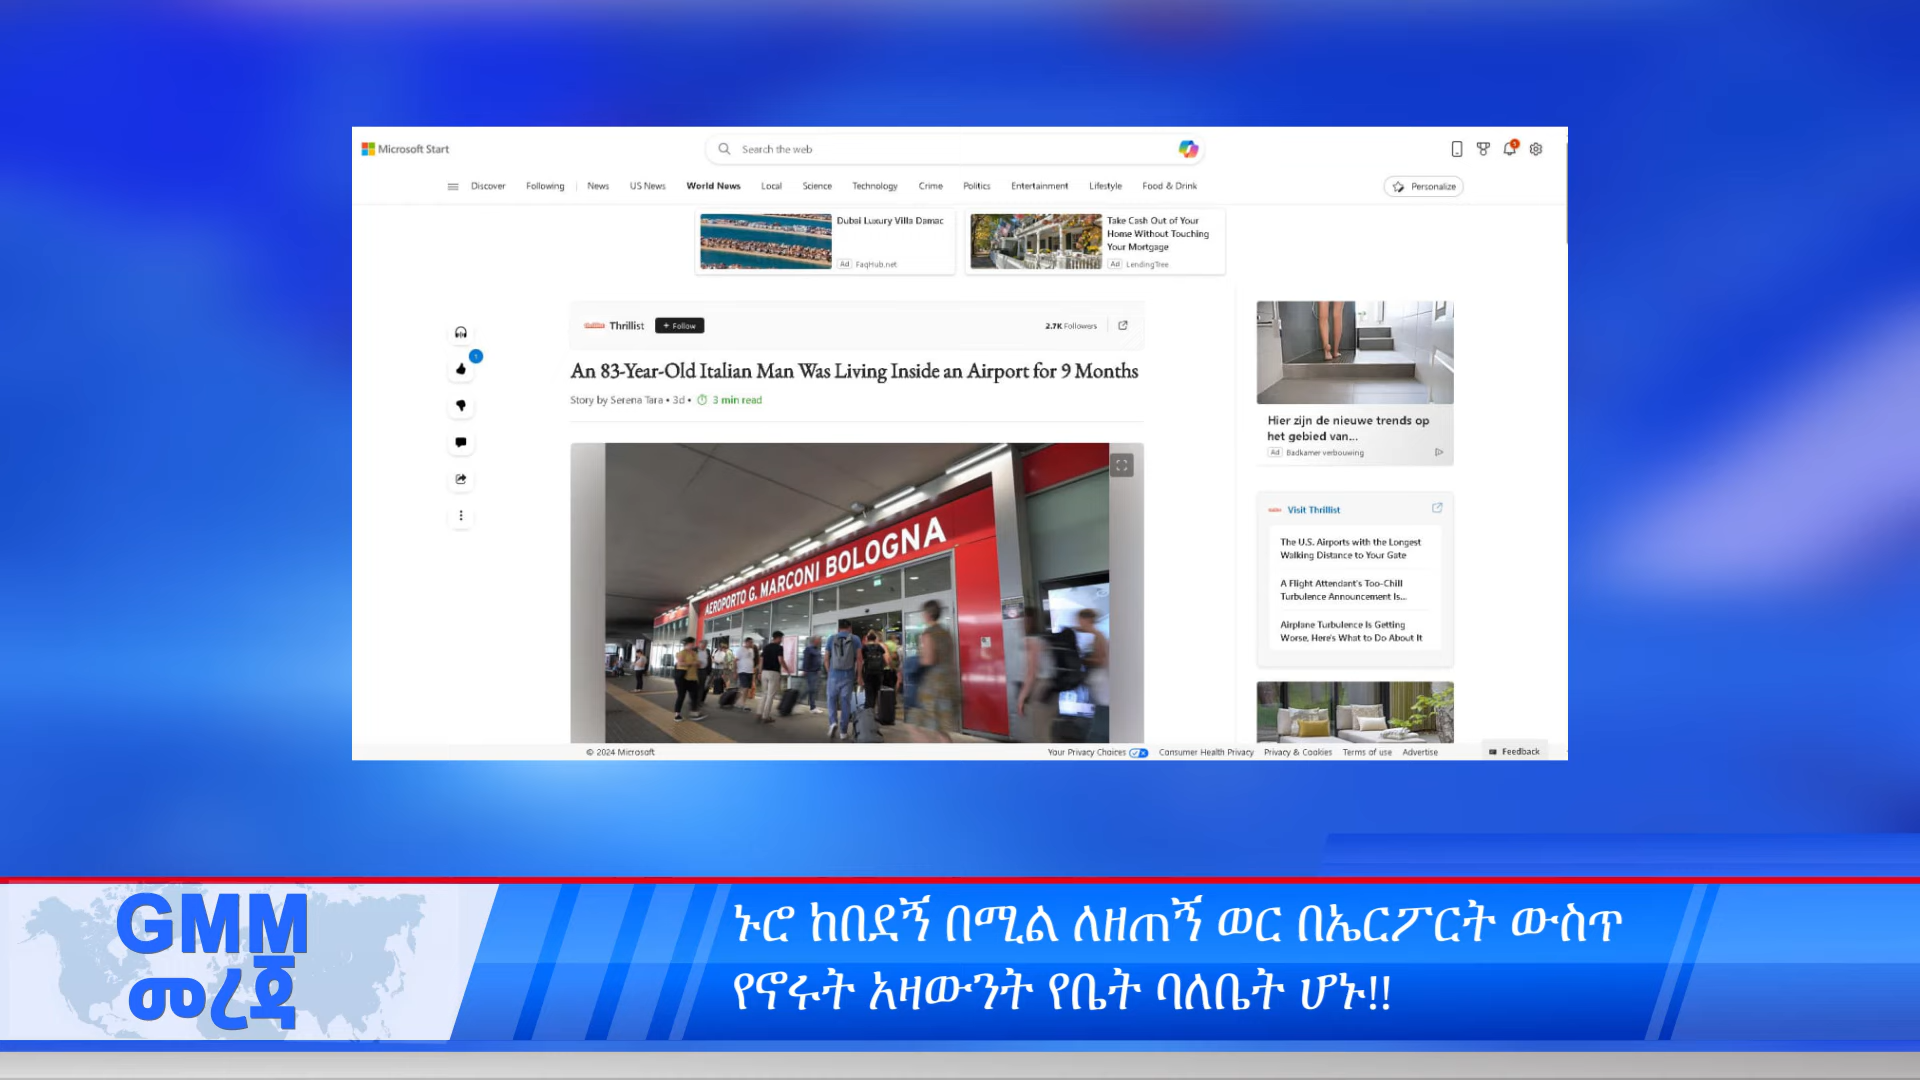 Microsoft Start
Search the web
Discover
Following
News
US News
World News
Local
Science
Technology
Crime
Politics
Entertainment
Lifestyle
Food & Drink
Personalize
Dubai Luxury Villa Damac
Ad FaqHub.net
Take Cash Out of Your
Home Without Touching
Your Mortgage
Ad LendingTree
Thrillist
+ Follow
2.7K Followers
An 83-Year-Old Italian Man Was Living Inside an Airport for 9 Months
Story by Serena Tara • 3d • 3 min read
AEROPORTO G. MARCONI BOLOGNA
Hier zijn de nieuwe trends op
het gebied van...
Ad Badkamer verbouwing
Visit Thrillist
The U.S. Airports with the Longest
Walking Distance to Your Gate
A Flight Attendant's Too-Chill
Turbulence Announcement Is...
Airplane Turbulence Is Getting
Worse, Here's What to Do About It
© 2024 Microsoft
Your Privacy Choices
Consumer Health Privacy
Privacy & Cookies
Terms of use
Advertise
Feedback
GMM
መረጃ
ኑሮ ከበደኝ በሚል ለዘጠኝ ወር በኤርፖርት ውስጥ
የኖሩት አዛውንት የቤት ባለቤት ሆኑ!!